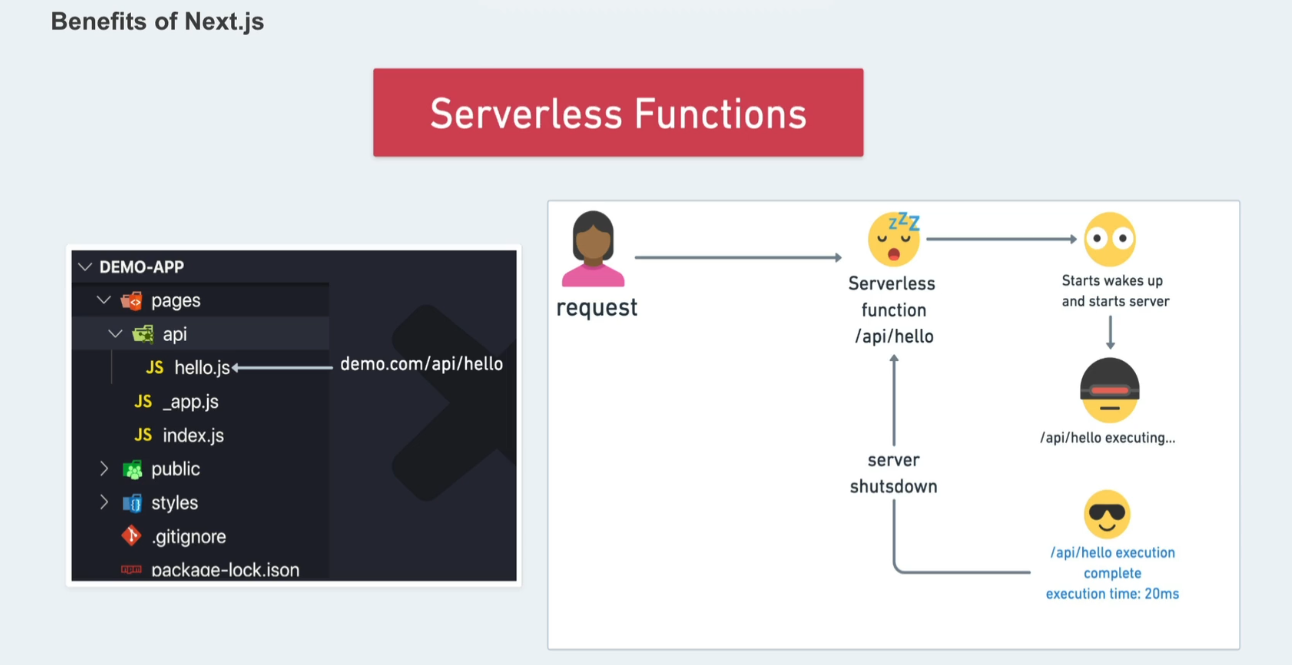 Benefits of Next.js
Serverless Functions
DEMO-APP
pages
api
JS hello.js
demo.com/api/hello
JS _app.js
JS index.js
public
styles
.gitignore
package-lock.json
request
zZZ
Serverless
function
/api/hello
Starts wakes up
and starts server
/api/hello executing...
server
shutsdown
/api/hello execution
complete
execution time: 20ms